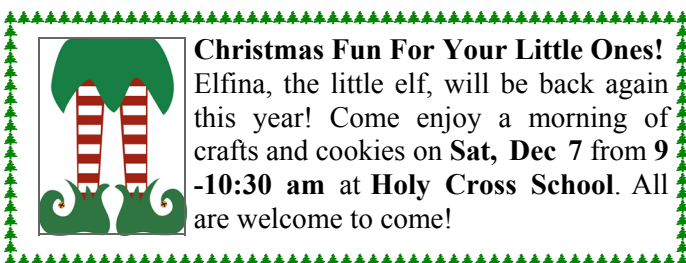 Christmas Fun For Your Little Ones!
Elfina, the little elf, will be back again
this year! Come enjoy a morning of
crafts and cookies on Sat, Dec 7 from 9
-10:30 am at Holy Cross School. All
are welcome to come!